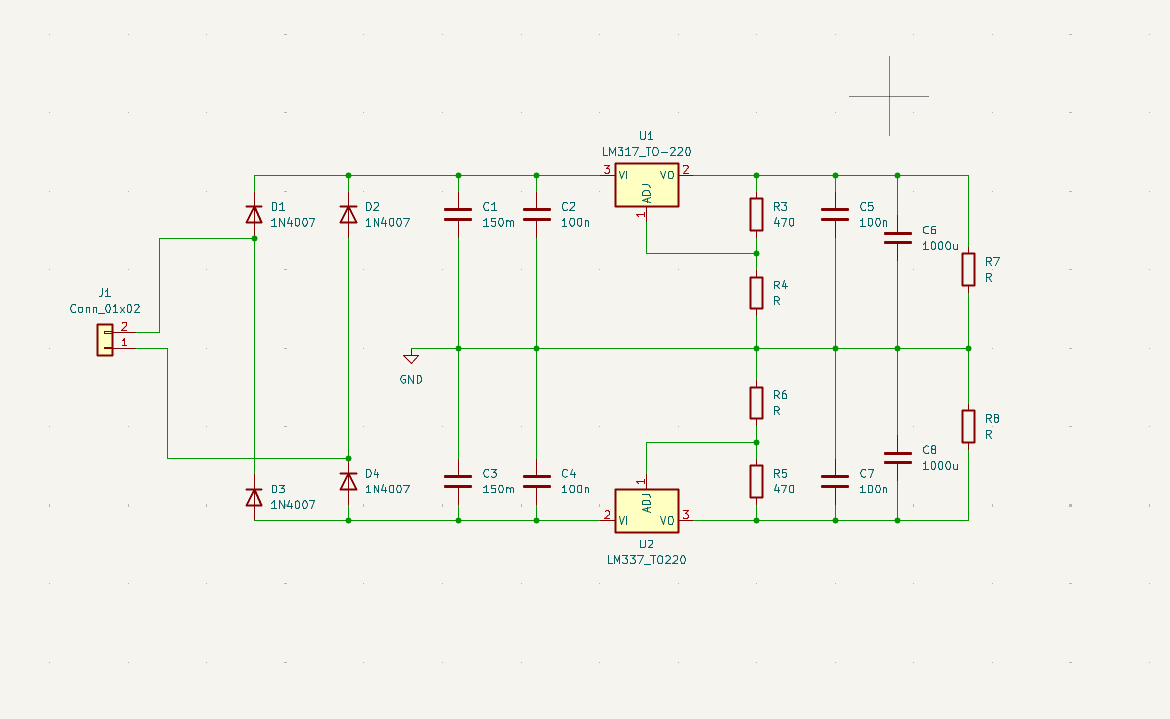 U1
LM317_TO-220
3
VI
VO
2
ADJ
1
D1
1N4007
D2
1N4007
C1
150m
C2
100n
R3
470
C5
100n
C6
1000u
R7
R
R4
R
J1
Conn_01x02
2
1
GND
R6
R
R8
R
C8
1000u
D3
1N4007
D4
1N4007
C3
150m
C4
100n
R5
470
C7
100n
1
ADJ
2
VI
VO
3
U2
LM337_TO220